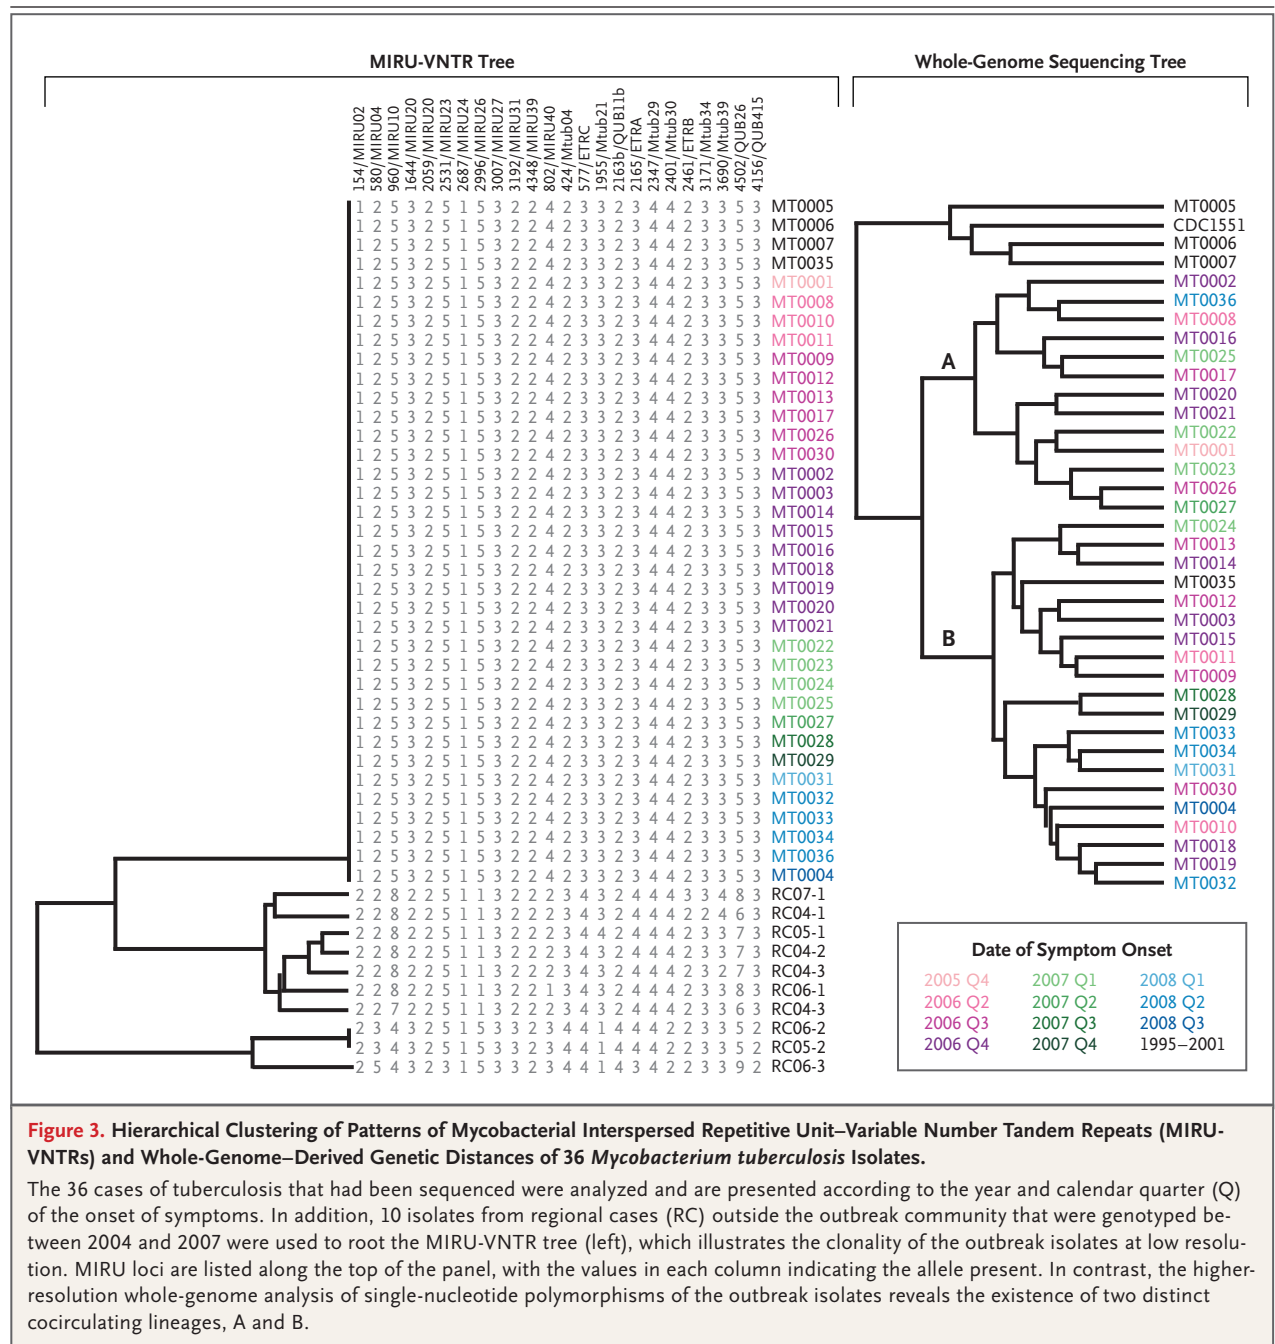 MIRU-VNTR Tree
Whole-Genome Sequencing Tree
154/MIRU02
580/MIRU04
960/MIRU10
1644/MIRU20
2059/MIRU20
2531/MIRU23
2687/MIRU24
2996/MIRU26
3007/MIRU27
3192/MIRU31
4348/MIRU39
802/MIRU40
424/Mtub04
577/ETRC
1955/Mtub21
2163b/QUB11b
2165/ETRA
2347/Mtub29
2401/Mtub30
2461/ETRB
3171/Mtub34
3690/Mtub39
4502/QUB26
4156/QUB415
1 2 5 3 2 5 1 5 3 2 2 4 2 3 3 2 3 4 4 2 3 3 5 3 MT0005
1 2 5 3 2 5 1 5 3 2 2 4 2 3 3 2 3 4 4 2 3 3 5 3 MT0006
1 2 5 3 2 5 1 5 3 2 2 4 2 3 3 2 3 4 4 2 3 3 5 3 MT0007
1 2 5 3 2 5 1 5 3 2 2 4 2 3 3 2 3 4 4 2 3 3 5 3 MT0035
1 2 5 3 2 5 1 5 3 2 2 4 2 3 3 2 3 4 4 2 3 3 5 3 MT0001
1 2 5 3 2 5 1 5 3 2 2 4 2 3 3 2 3 4 4 2 3 3 5 3 MT0008
1 2 5 3 2 5 1 5 3 2 2 4 2 3 3 2 3 4 4 2 3 3 5 3 MT0010
1 2 5 3 2 5 1 5 3 2 2 4 2 3 3 2 3 4 4 2 3 3 5 3 MT0011
1 2 5 3 2 5 1 5 3 2 2 4 2 3 3 2 3 4 4 2 3 3 5 3 MT0009
1 2 5 3 2 5 1 5 3 2 2 4 2 3 3 2 3 4 4 2 3 3 5 3 MT0012
1 2 5 3 2 5 1 5 3 2 2 4 2 3 3 2 3 4 4 2 3 3 5 3 MT0013
1 2 5 3 2 5 1 5 3 2 2 4 2 3 3 2 3 4 4 2 3 3 5 3 MT0017
1 2 5 3 2 5 1 5 3 2 2 4 2 3 3 2 3 4 4 2 3 3 5 3 MT0026
1 2 5 3 2 5 1 5 3 2 2 4 2 3 3 2 3 4 4 2 3 3 5 3 MT0030
1 2 5 3 2 5 1 5 3 2 2 4 2 3 3 2 3 4 4 2 3 3 5 3 MT0002
1 2 5 3 2 5 1 5 3 2 2 4 2 3 3 2 3 4 4 2 3 3 5 3 MT0003
1 2 5 3 2 5 1 5 3 2 2 4 2 3 3 2 3 4 4 2 3 3 5 3 MT0014
1 2 5 3 2 5 1 5 3 2 2 4 2 3 3 2 3 4 4 2 3 3 5 3 MT0015
1 2 5 3 2 5 1 5 3 2 2 4 2 3 3 2 3 4 4 2 3 3 5 3 MT0016
1 2 5 3 2 5 1 5 3 2 2 4 2 3 3 2 3 4 4 2 3 3 5 3 MT0018
1 2 5 3 2 5 1 5 3 2 2 4 2 3 3 2 3 4 4 2 3 3 5 3 MT0019
1 2 5 3 2 5 1 5 3 2 2 4 2 3 3 2 3 4 4 2 3 3 5 3 MT0020
1 2 5 3 2 5 1 5 3 2 2 4 2 3 3 2 3 4 4 2 3 3 5 3 MT0021
1 2 5 3 2 5 1 5 3 2 2 4 2 3 3 2 3 4 4 2 3 3 5 3 MT0022
1 2 5 3 2 5 1 5 3 2 2 4 2 3 3 2 3 4 4 2 3 3 5 3 MT0023
1 2 5 3 2 5 1 5 3 2 2 4 2 3 3 2 3 4 4 2 3 3 5 3 MT0024
1 2 5 3 2 5 1 5 3 2 2 4 2 3 3 2 3 4 4 2 3 3 5 3 MT0025
1 2 5 3 2 5 1 5 3 2 2 4 2 3 3 2 3 4 4 2 3 3 5 3 MT0027
1 2 5 3 2 5 1 5 3 2 2 4 2 3 3 2 3 4 4 2 3 3 5 3 MT0028
1 2 5 3 2 5 1 5 3 2 2 4 2 3 3 2 3 4 4 2 3 3 5 3 MT0029
1 2 5 3 2 5 1 5 3 2 2 4 2 3 3 2 3 4 4 2 3 3 5 3 MT0031
1 2 5 3 2 5 1 5 3 2 2 4 2 3 3 2 3 4 4 2 3 3 5 3 MT0032
1 2 5 3 2 5 1 5 3 2 2 4 2 3 3 2 3 4 4 2 3 3 5 3 MT0033
1 2 5 3 2 5 1 5 3 2 2 4 2 3 3 2 3 4 4 2 3 3 5 3 MT0034
1 2 5 3 2 5 1 5 3 2 2 4 2 3 3 2 3 4 4 2 3 3 5 3 MT0036
1 2 5 3 2 5 1 5 3 2 2 4 2 3 3 2 3 4 4 2 3 3 5 3 MT0004
2 2 8 2 2 5 1 1 3 2 2 2 3 4 3 2 4 4 4 3 3 4 8 3 RC07-1
2 2 8 2 2 5 1 1 3 2 2 2 3 4 3 2 4 4 4 2 2 4 6 3 RC04-1
2 2 8 2 2 5 1 1 3 2 2 2 3 4 4 2 4 4 4 2 3 3 7 3 RC05-1
2 2 8 2 2 5 1 1 3 2 2 2 3 4 3 2 4 4 4 2 3 3 7 3 RC04-2
2 2 8 2 2 5 1 1 3 2 2 2 3 4 3 2 4 4 4 2 3 2 7 3 RC04-3
2 2 8 2 2 5 1 1 3 2 2 1 3 4 3 2 4 4 4 2 3 3 8 3 RC06-1
2 2 7 2 2 5 1 1 3 2 2 2 3 4 3 2 4 4 4 2 3 3 6 3 RC04-3
2 3 4 3 2 5 1 5 3 3 2 3 4 4 1 4 4 4 2 2 3 3 5 2 RC06-2
2 3 4 3 2 5 1 5 3 3 2 3 4 4 1 4 4 4 2 2 3 3 5 2 RC05-2
2 5 4 3 2 3 1 5 3 3 2 3 4 4 1 4 3 4 2 2 3 3 9 2 RC06-3
MT0005
CDC1551
MT0006
MT0007
MT0002
MT0036
MT0008
MT0016
A
MT0025
MT0017
MT0020
MT0021
MT0022
MT0001
MT0023
MT0026
MT0027
MT0024
MT0013
MT0014
MT0035
MT0012
MT0003
B
MT0015
MT0011
MT0009
MT0028
MT0029
MT0033
MT0034
MT0031
MT0030
MT0004
MT0010
MT0018
MT0019
MT0032
Date of Symptom Onset
2005 Q4 2007 Q1 2008 Q1
2006 Q2 2007 Q2 2008 Q2
2006 Q3 2007 Q3 2008 Q3
2006 Q4 2007 Q4 1995–2001
Figure 3. Hierarchical Clustering of Patterns of Mycobacterial Interspersed Repetitive Unit–Variable Number Tandem Repeats (MIRU-
VNTRs) and Whole-Genome–Derived Genetic Distances of 36 Mycobacterium tuberculosis Isolates.
The 36 cases of tuberculosis that had been sequenced were analyzed and are presented according to the year and calendar quarter (Q)
of the onset of symptoms. In addition, 10 isolates from regional cases (RC) outside the outbreak community that were genotyped be-
tween 2004 and 2007 were used to root the MIRU-VNTR tree (left), which illustrates the clonality of the outbreak isolates at low resolu-
tion. MIRU loci are listed along the top of the panel, with the values in each column indicating the allele present. In contrast, the higher-
resolution whole-genome analysis of single-nucleotide polymorphisms of the outbreak isolates reveals the existence of two distinct
cocirculating lineages, A and B.